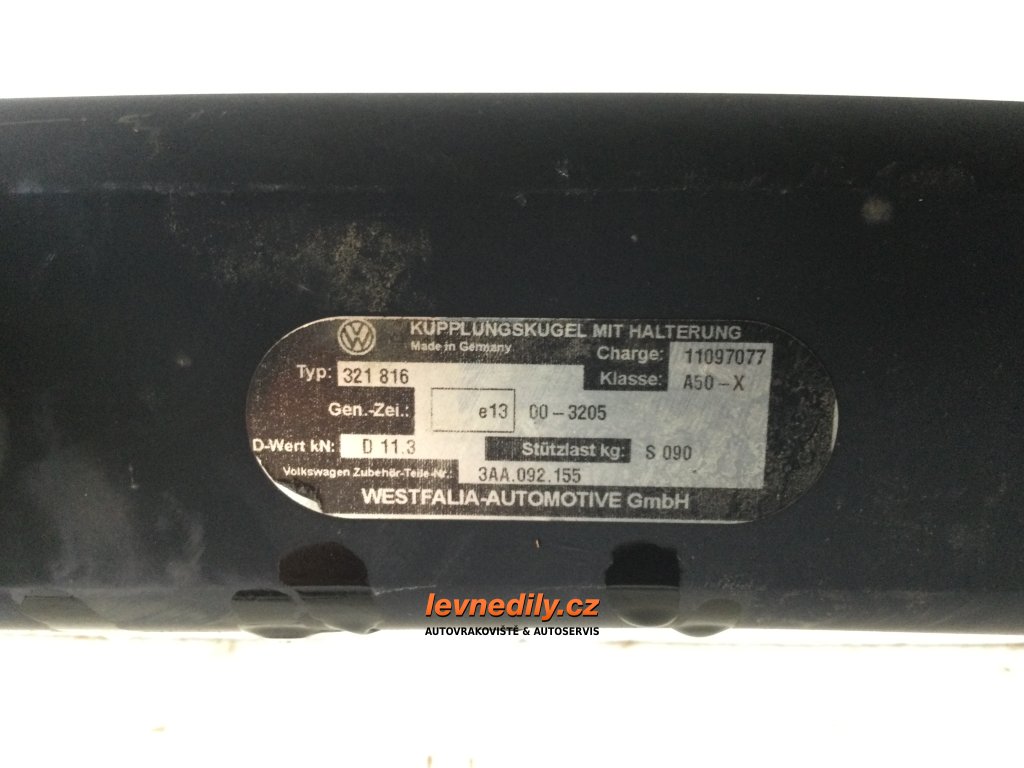 KUPPLUNGSKUGEL MIT HALTERUNG
Made in Germany
Charge: 11097077
Typ: 321 816
Klasse: A50-X
Gen.-Zei.: e13 00-3205
D-Wert kN: D 11.3 Stützlast kg: S 090
Volkswagen Zubehör-Teile-Nr.: 3AA.092.155
WESTFALIA-AUTOMOTIVE GmbH
levnedily.cz
AUTOVRAKOVIŠTĚ & AUTOSERVIS